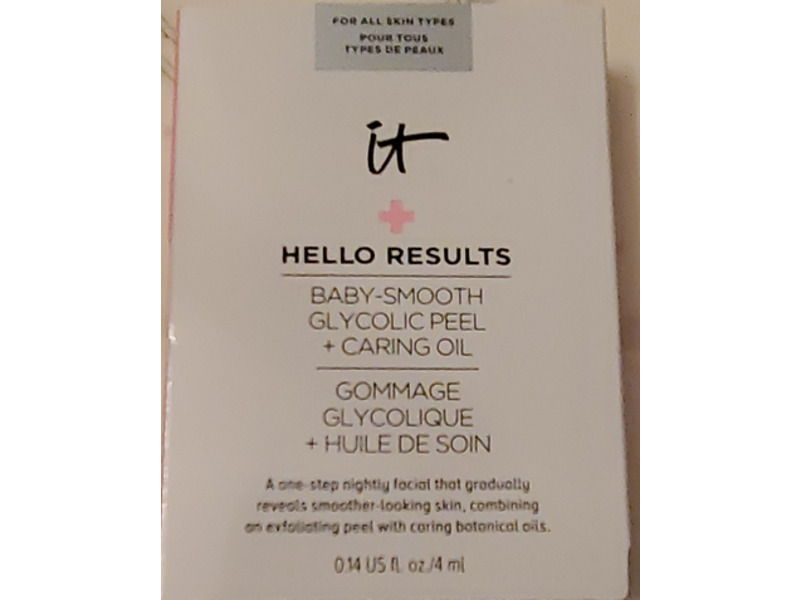 FOR ALL SKIN TYPES
POUR TOUS
TYPES DE PEAUX
it
HELLO RESULTS
BABY-SMOOTH
GLYCOLIC PEEL
+ CARING OIL
GOMMAGE
GLYCOLIQUE
+ HUILE DE SOIN
A one-step nightly facial that gradually
reveals smoother-looking skin, combining
an exfoliating peel with caring botanical oils.
0.14 US fl. oz./4 ml